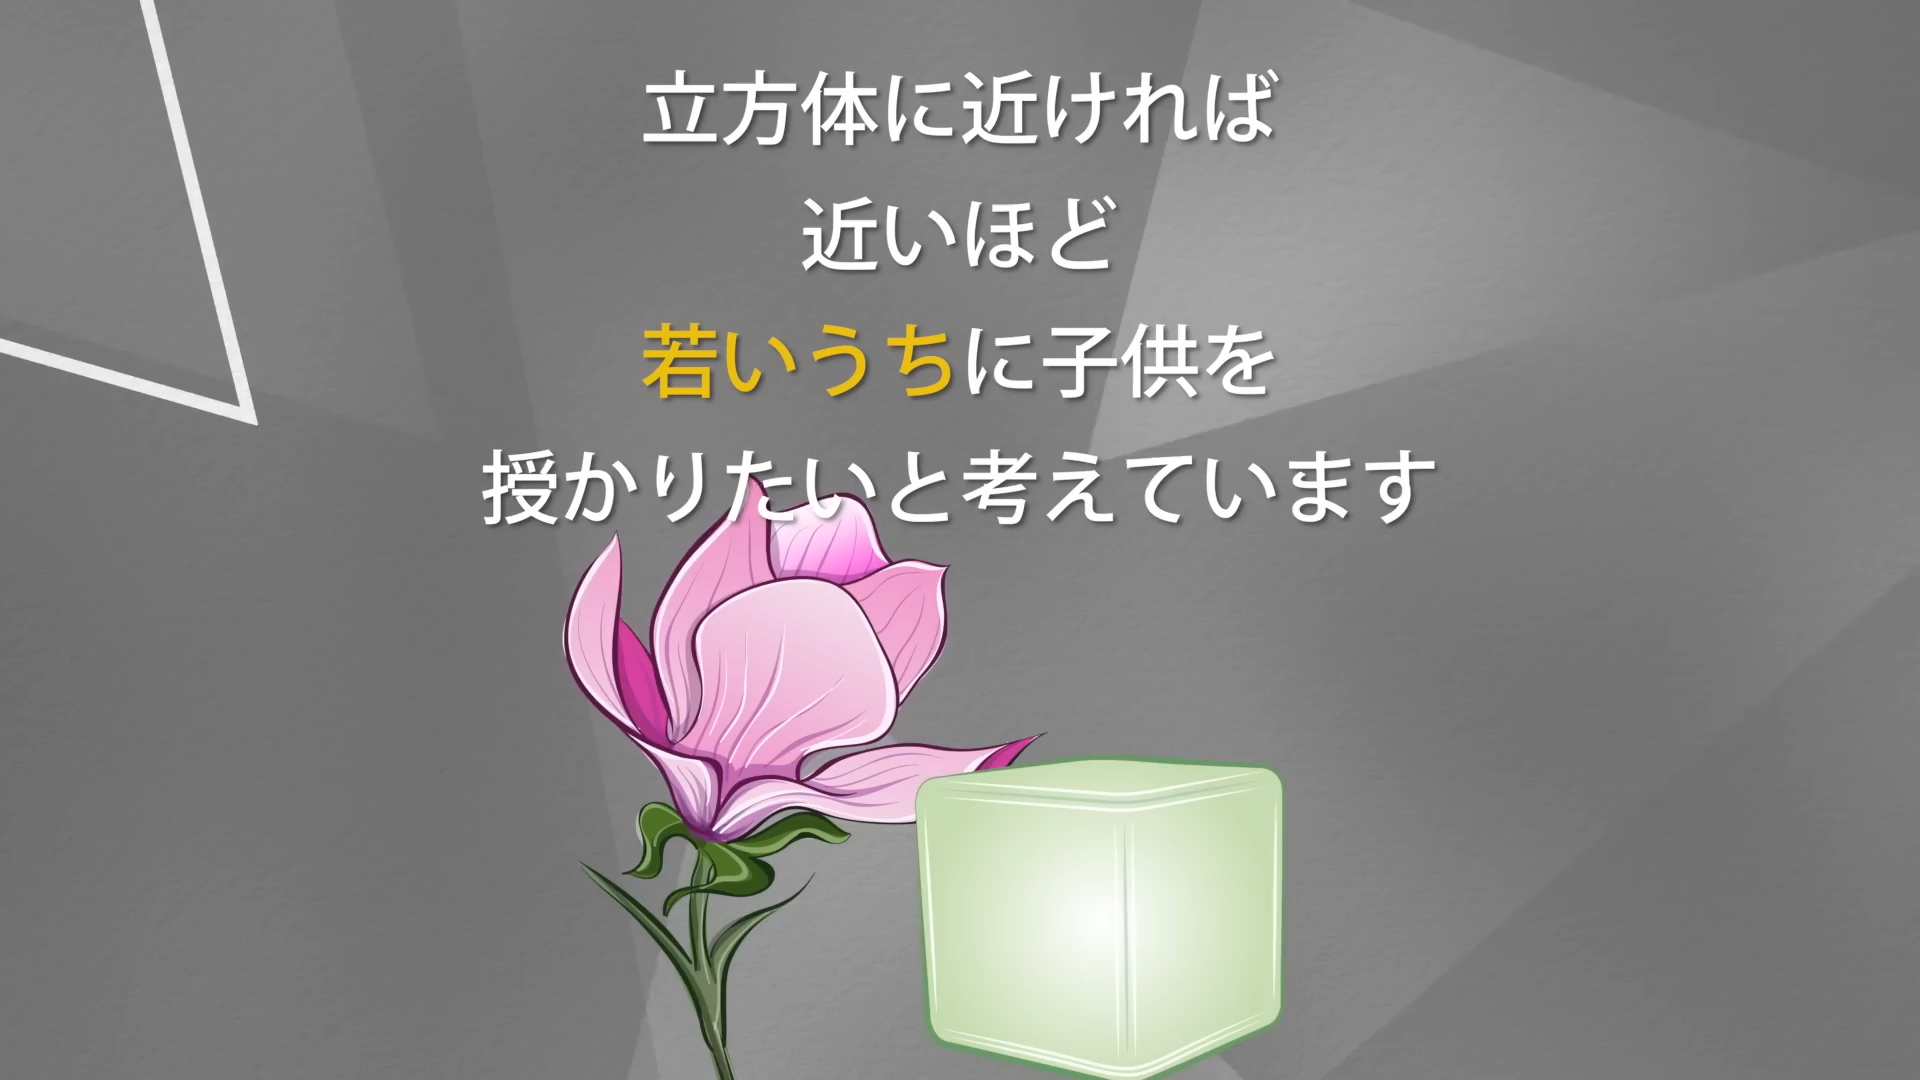 立方体に近ければ
近いほど
若いうちに子供を
授かりたいと考えています